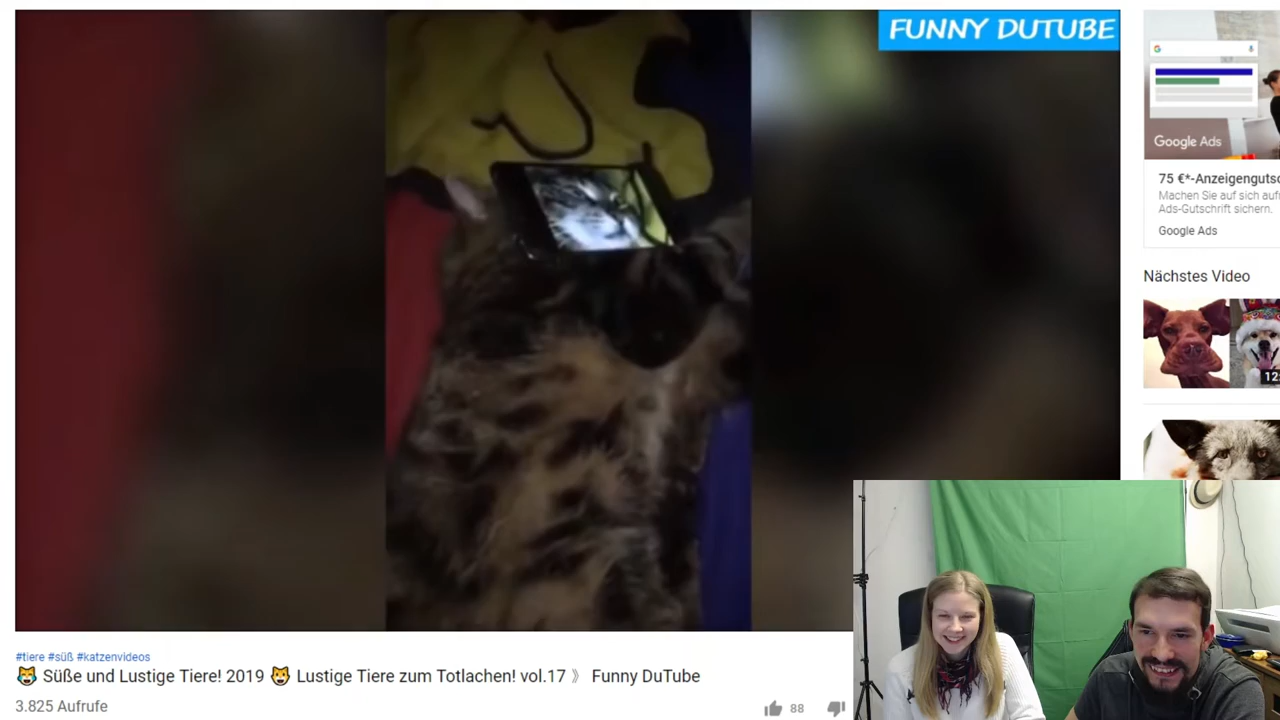 FUNNY DUTUBE
Google Ads
75 €*-Anzeigengutsc
Machen Sie auf sich auf
Ads-Gutschrift sichern.
Google Ads
Nächstes Video
12
#tiere #süß #katzenvideos
😹 Süße und Lustige Tiere! 2019 😺 Lustige Tiere zum Totlachen! vol.17 》 Funny DuTube
3.825 Aufrufe
88